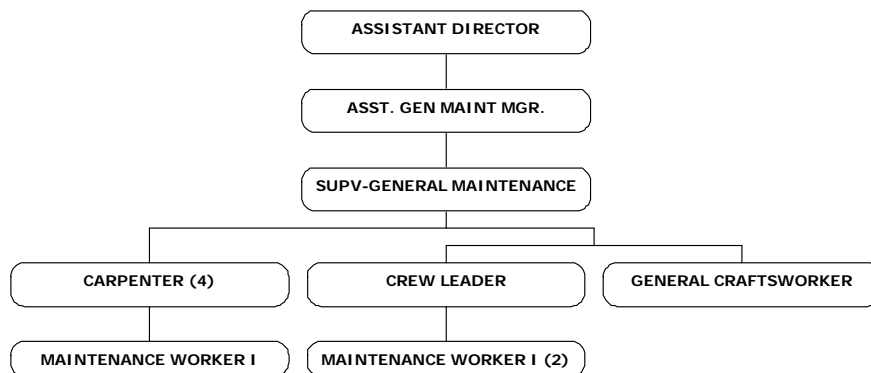 ASSISTANT DIRECTOR
ASST. GEN MAINT MGR.
SUPV-GENERAL MAINTENANCE
CARPENTER (4)
CREW LEADER
GENERAL CRAFTSWORKER
MAINTENANCE WORKER I
MAINTENANCE WORKER I (2)